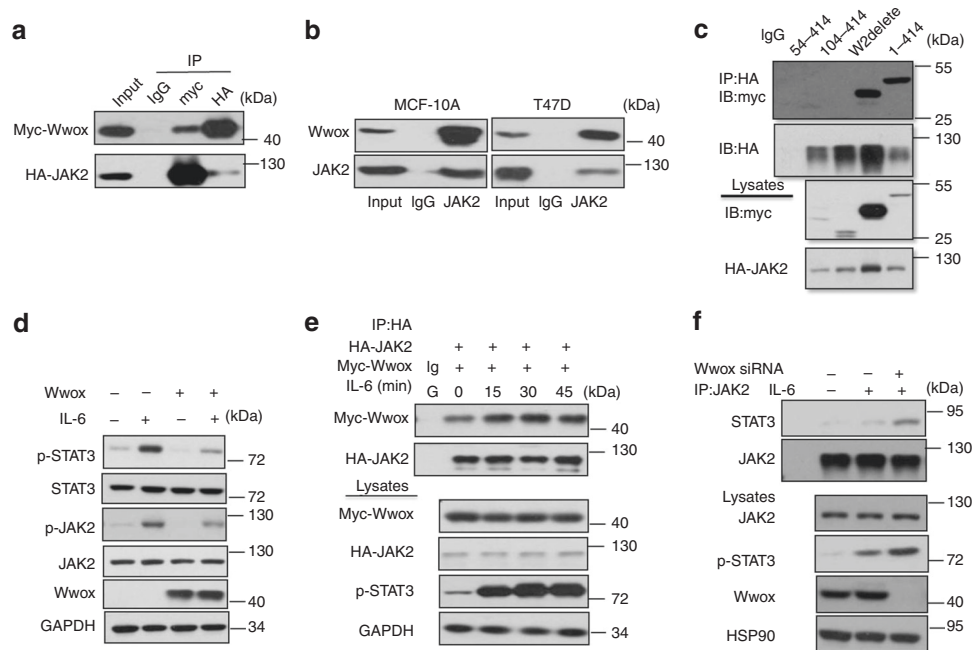 a
IP
Input IgG myc HA (kDa)
Myc-Wwox
40
HA-JAK2
130
b
MCF-10A T47D
Wwox
40
JAK2
130
Input IgG JAK2 Input IgG JAK2
c
IgG 54–414 104–414 W2delete 1–414 (kDa)
IP:HA
IB:myc
55
25
IB:HA
130
Lysates
IB:myc
55
25
HA-JAK2
130
d
Wwox – – + +
IL-6 – + – + (kDa)
p-STAT3
72
STAT3
72
p-JAK2
130
JAK2
130
Wwox
40
GAPDH
34
e
IP:HA
HA-JAK2 + + + +
Myc-Wwox Ig + + + +
IL-6 (min) G 0 15 30 45 (kDa)
Myc-Wwox
40
HA-JAK2
130
Lysates
Myc-Wwox
40
HA-JAK2
130
p-STAT3
72
GAPDH
34
f
Wwox siRNA – – +
IP:JAK2 IL-6 – + + (kDa)
STAT3
95
JAK2
130
Lysates
JAK2
130
p-STAT3
72
Wwox
40
HSP90
95